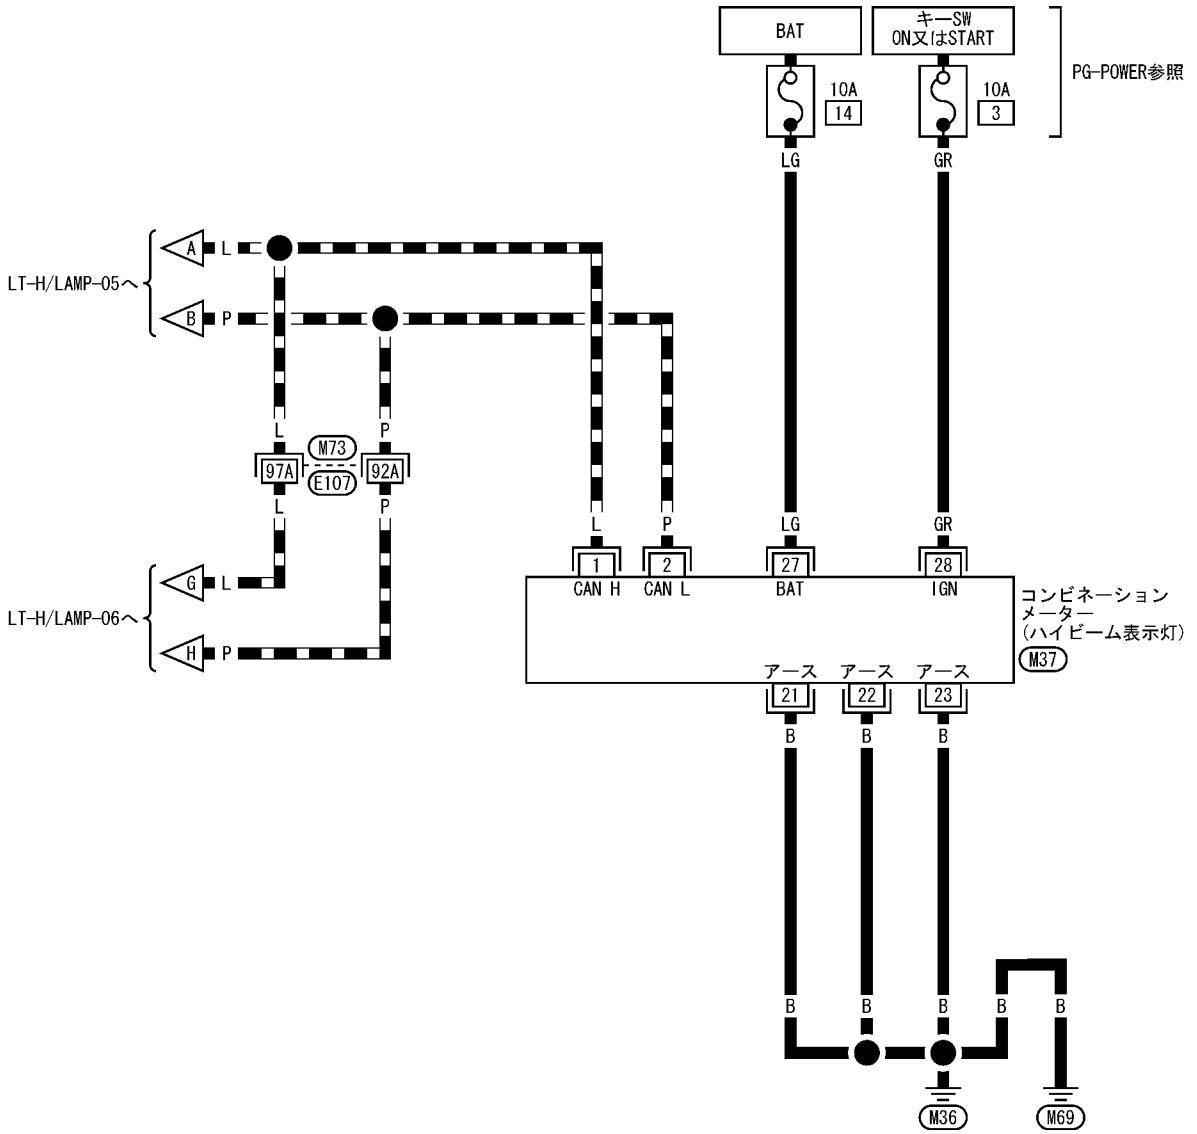 BAT
キーSW
ON又はSTART
PG-POWER参照
10A
14
10A
3
LG
GR
A
L
LT-H/LAMP-05へ
B
P
L
P
M73
97A
92A
E107
L
P
L
P
LG
GR
1
2
27
28
CAN H
CAN L
BAT
IGN
G
L
LT-H/LAMP-06へ
H
P
コンビネーション
メーター
(ハイビーム表示灯)
M37
アース
アース
アース
21
22
23
B
B
B
B
B
B
B
B
M36
M69